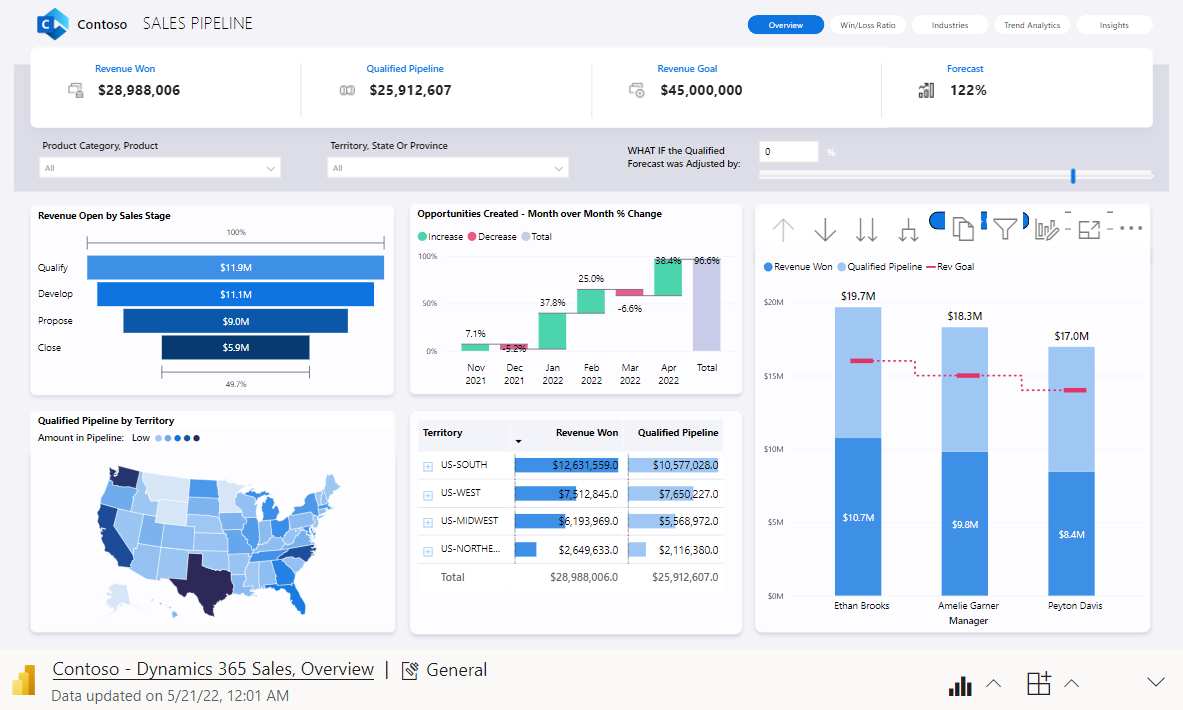 Contoso SALES PIPELINE
Overview
Win/Loss Ratio
Industries
Trend Analytics
Insights
Revenue Won
$28,988,006
Qualified Pipeline
$25,912,607
Revenue Goal
$45,000,000
Forecast
122%
Product Category, Product
All
Territory, State Or Province
All
WHAT IF the Qualified
Forecast was Adjusted by:
0
%
Revenue Open by Sales Stage
100%
Qualify $11.9M
Develop $11.1M
Propose $9.0M
Close $5.9M
49.7%
Opportunities Created - Month over Month % Change
Increase Decrease Total
100%
50%
0%
7.1%
-5.2%
37.8%
25.0%
-6.6%
38.4%
96.6%
Nov Dec Jan Feb Mar Apr Total
2021 2021 2022 2022 2022 2022
Revenue Won Qualified Pipeline Rev Goal
$20M
$15M
$10M
$5M
$0M
$19.7M
$18.3M
$17.0M
$10.7M
$9.8M
$8.4M
Ethan Brooks Amelie Garner Peyton Davis
Manager
Qualified Pipeline by Territory
Amount in Pipeline: Low
Territory Revenue Won Qualified Pipeline
US-SOUTH $12,631,559.0 $10,577,028.0
US-WEST $7,512,845.0 $7,650,227.0
US-MIDWEST $6,193,969.0 $5,568,972.0
US-NORTHE... $2,649,633.0 $2,116,380.0
Total $28,988,006.0 $25,912,607.0
Contoso - Dynamics 365 Sales, Overview | General
Data updated on 5/21/22, 12:01 AM